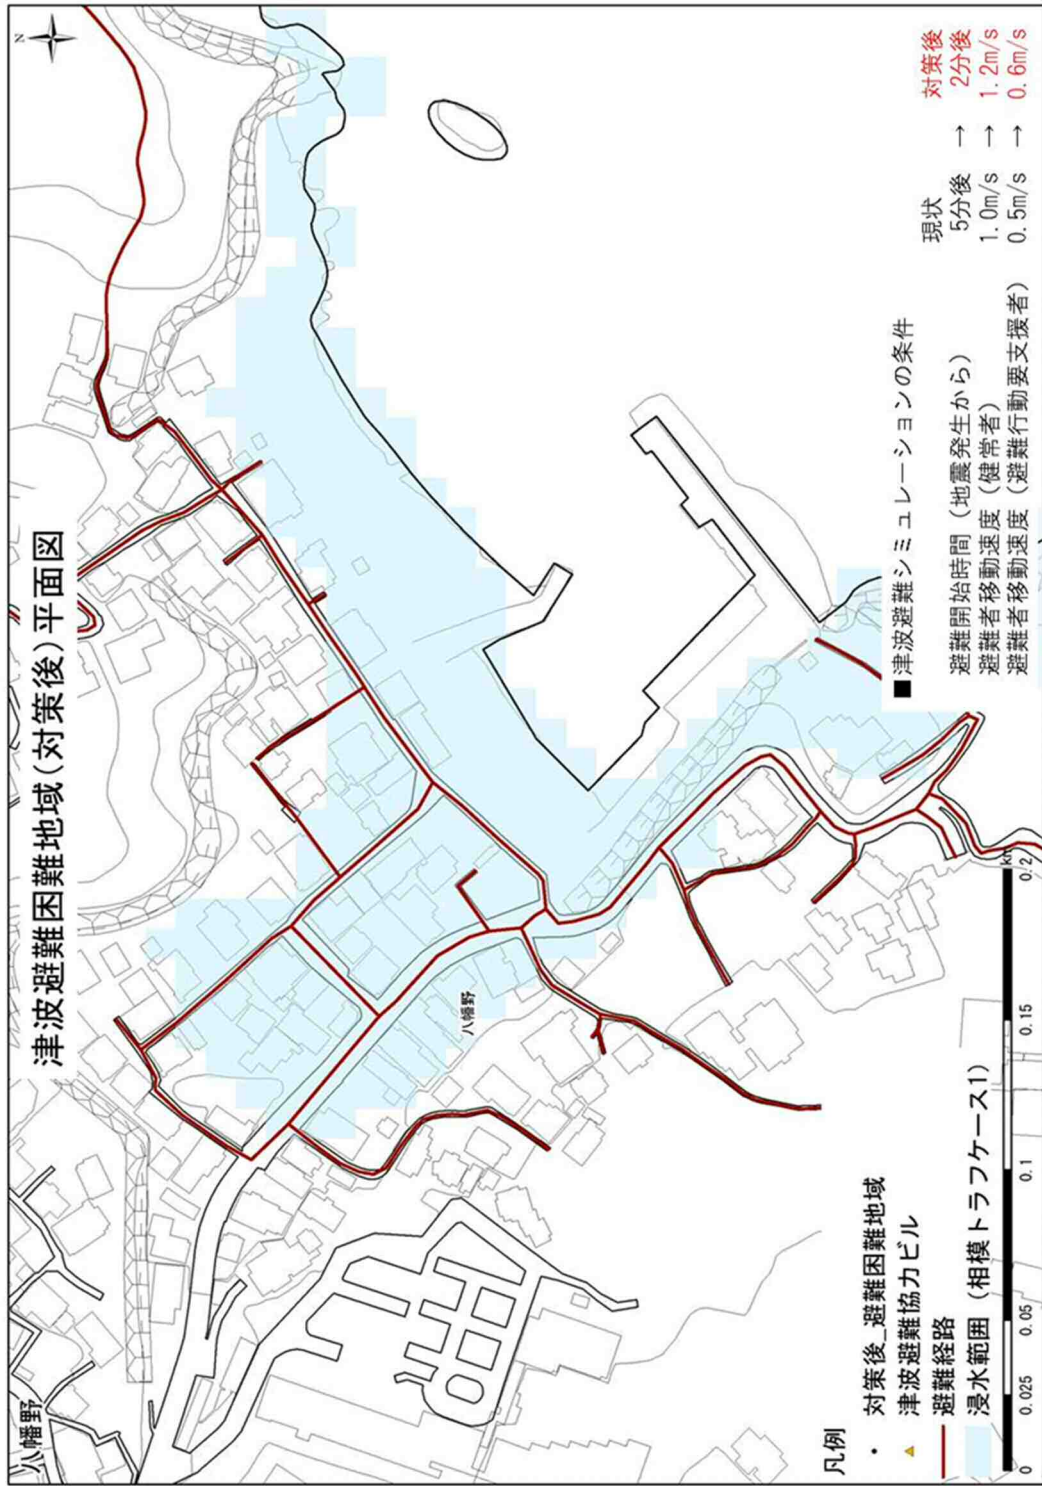 津波避難困難地域(対策後)平面図
N
八幡野
八幡野
凡例
対策後_避難困難地域
津波避難協力ビル
避難経路
浸水範囲（相模トラフケース1）
0 0.025 0.05 0.1 0.15 0.2
km
■津波避難シミュレーションの条件
現状 対策後
避難開始時間（地震発生から） 5分後 → 2分後
避難者移動速度（健常者） 1.0m/s → 1.2m/s
避難者移動速度（避難行動要支援者） 0.5m/s → 0.6m/s